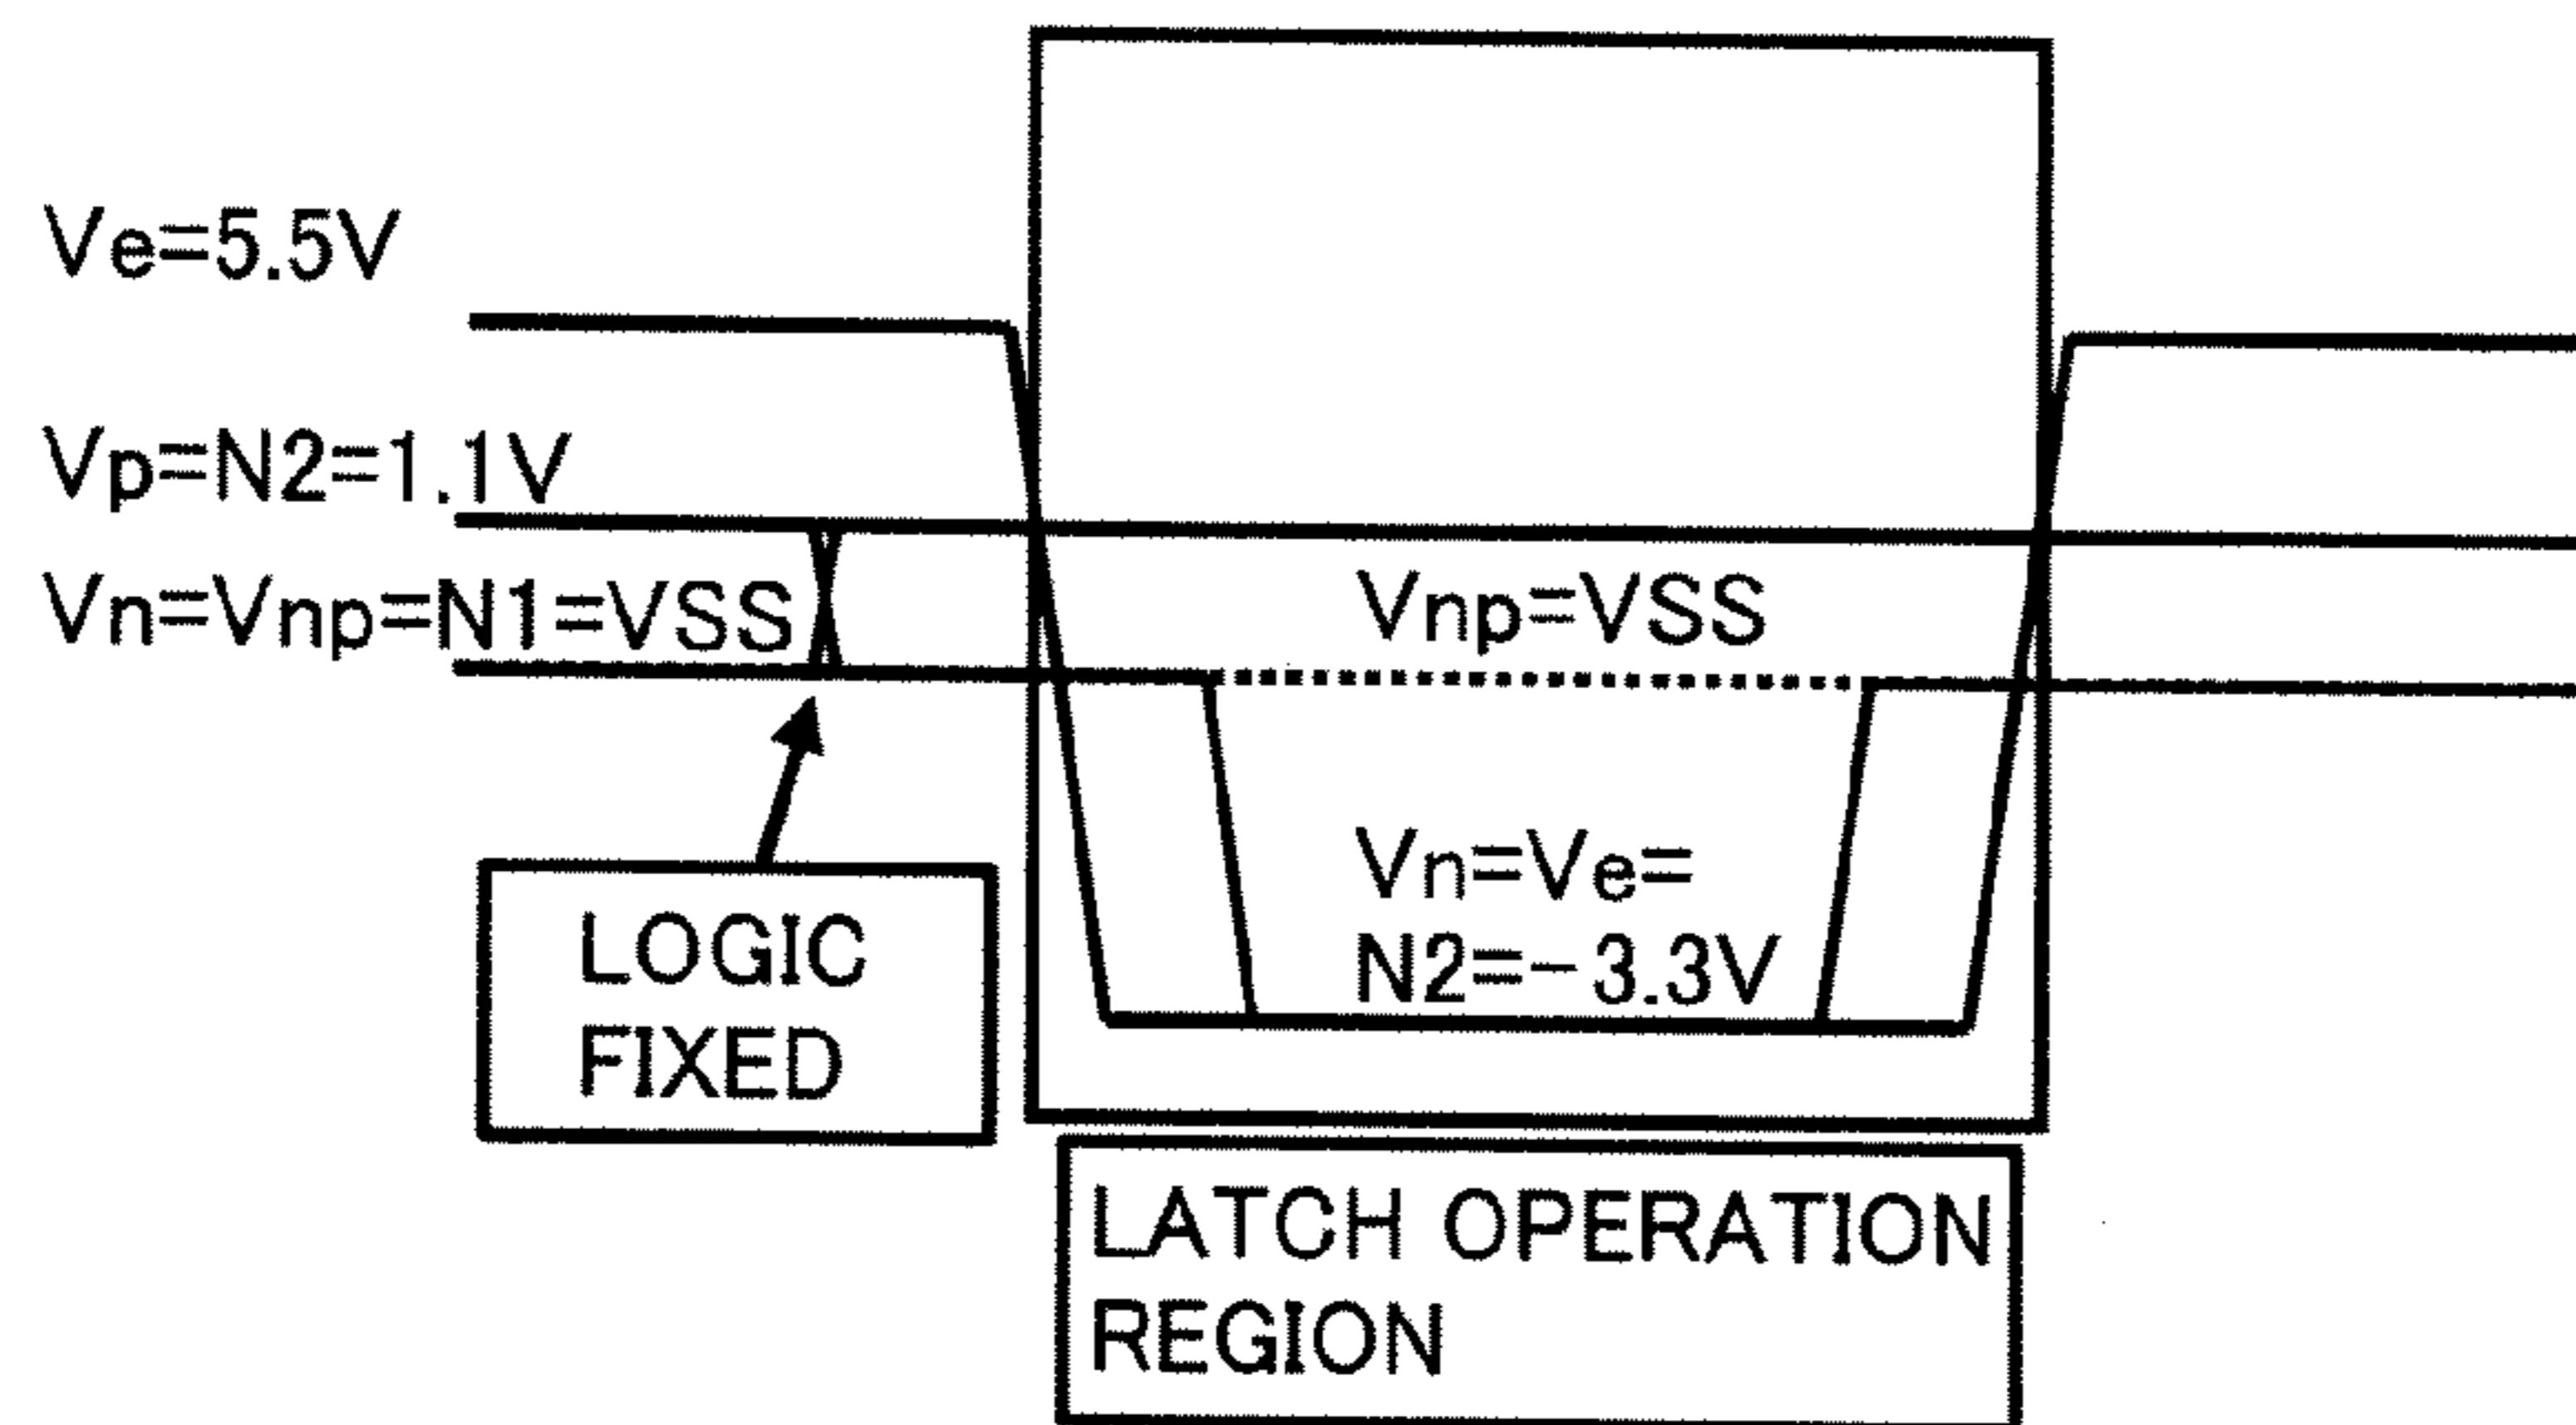 Ve=5.5V
Vp=N2=1.1V
Vn=Vnp=N1=VSS
Vnp=VSS
Vn=Ve=
N2=-3.3V
LOGIC
FIXED
LATCH OPERATION
REGION